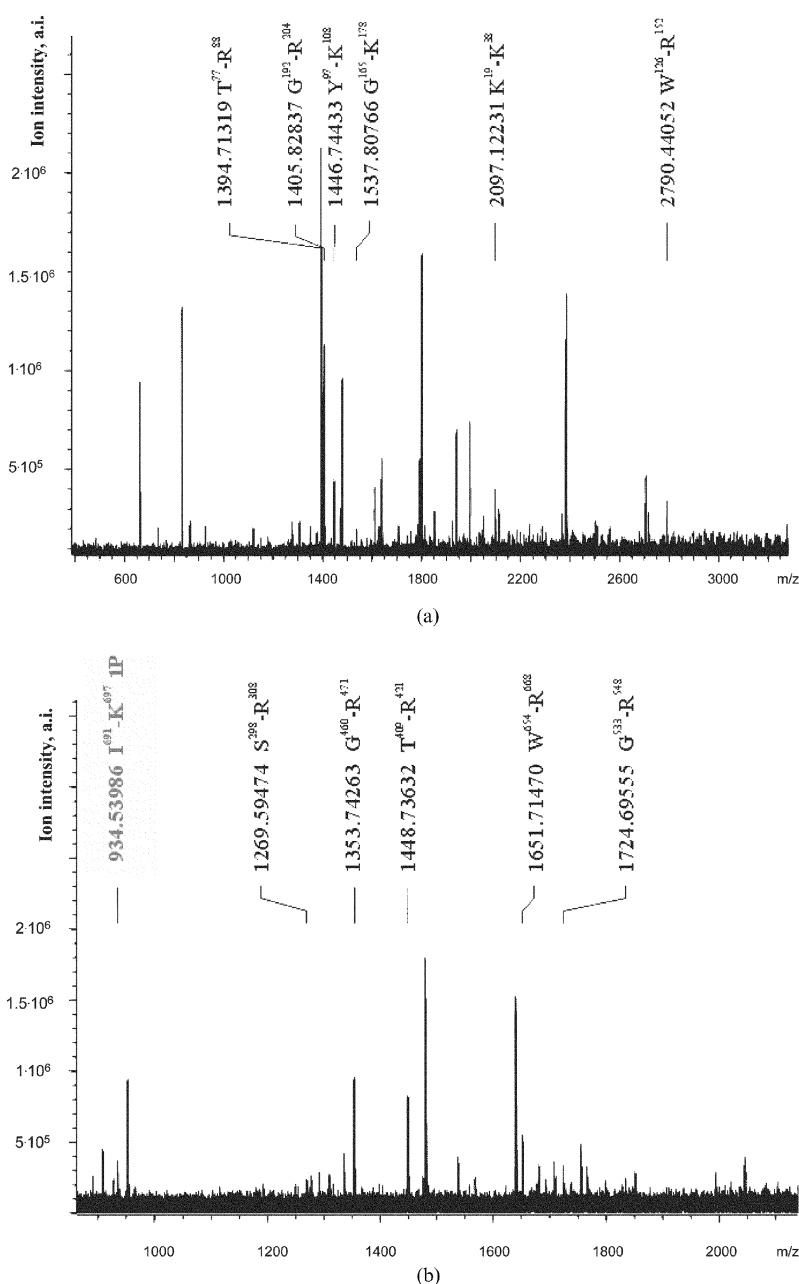 Ion intensity, a.i.
1394.71319 T⁷⁷-R⁸⁸
1405.82837 G¹⁹²-R²⁰⁴
1446.74433 Y⁹⁷-K¹⁰⁸
1537.80766 G¹⁶⁵-K¹⁷⁸
2097.12231 K¹⁹-K³⁸
2790.44052 W¹²⁶-R¹⁵²
2·10⁶
1.5·10⁶
1·10⁶
5·10⁵
600 1000 1400 1800 2200 2600 3000 m/z
(a)
Ion intensity, a.i.
934.53986 I⁶⁹¹-K⁶⁹⁷ 1P
1269.59474 S²⁹⁸-R³⁰⁸
1353.74263 G⁴⁶⁰-R⁴⁷¹
1448.73632 T⁴⁰⁹-R⁴²¹
1651.71470 W⁶⁵⁴-R⁶⁶⁸
1724.69555 G⁵³³-R⁵⁴⁸
2·10⁶
1.5·10⁶
1·10⁶
5·10⁵
1000 1200 1400 1600 1800 2000 m/z
(b)